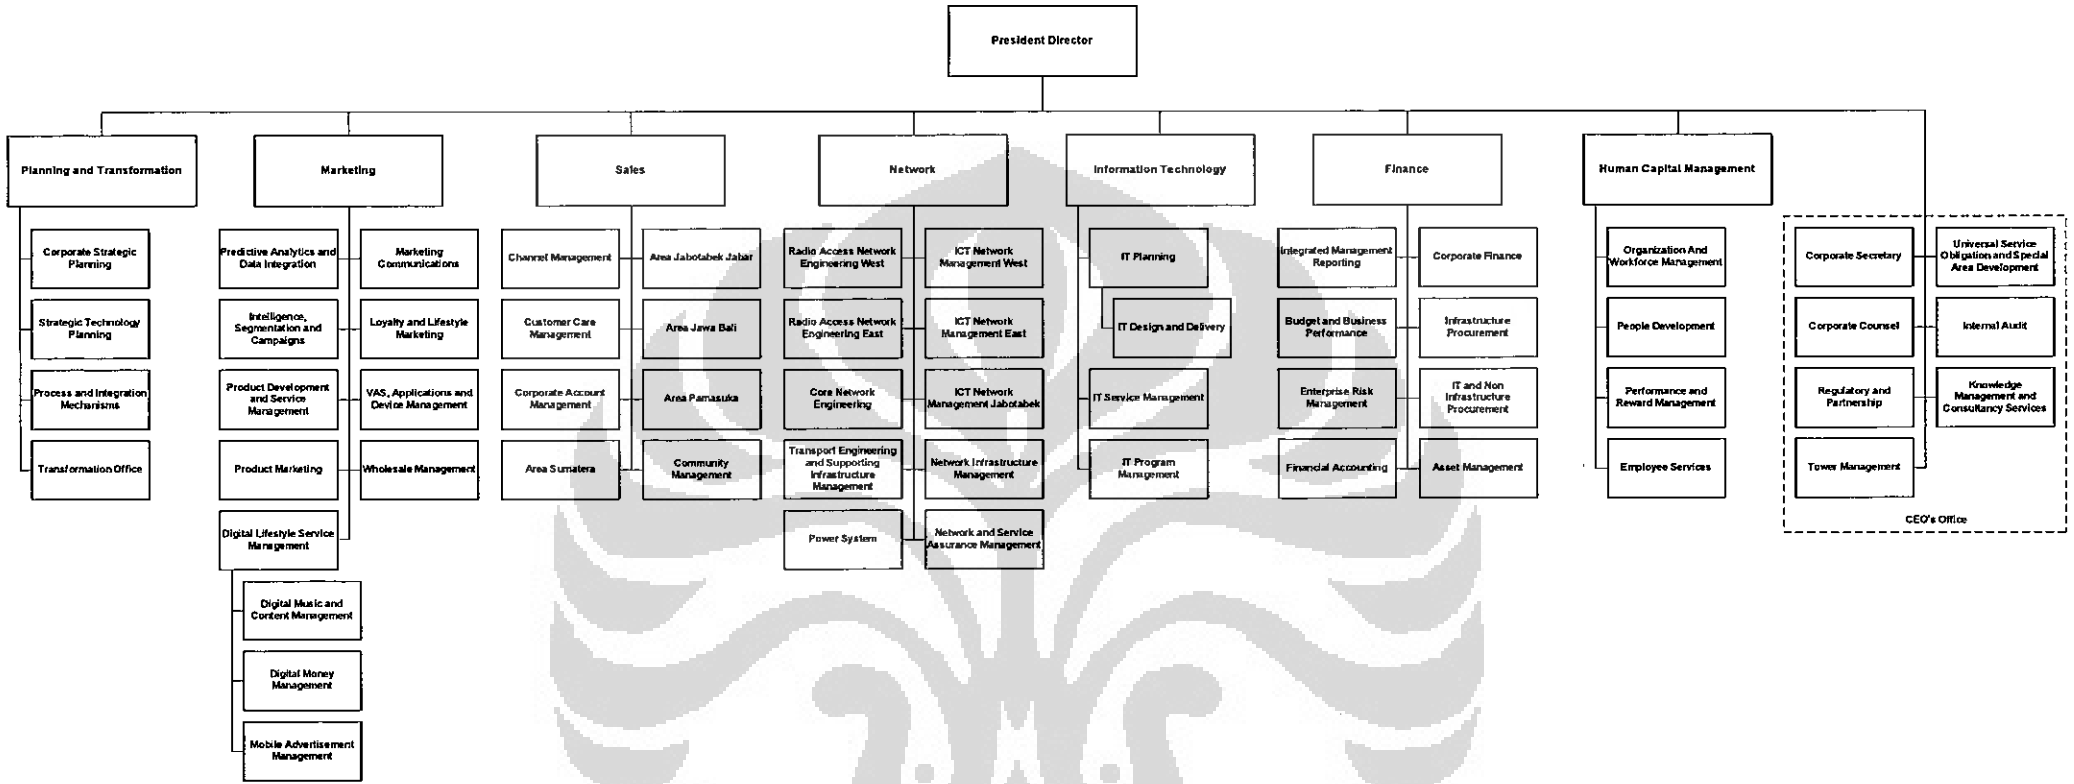 President Director
Planning and Transformation
Marketing
Sales
Network
Information Technology
Finance
Human Capital Management
Corporate Strategic
Planning
Strategic Technology
Planning
Process and Integration
Mechanisms
Transformation Office
Predictive Analytics and
Data Integration
Marketing
Communications
Intelligence,
Segmentation and
Campaigns
Loyalty and Lifestyle
Marketing
Product Development
and Service
Management
VAS, Applications and
Device Management
Product Marketing
Wholesale Management
Digital Lifestyle Service
Management
Digital Music and
Content Management
Digital Money
Management
Mobile Advertisement
Management
Channel Management
Area Jabotabek Jabar
Customer Care
Management
Area Jawa Bali
Corporate Account
Management
Area Pamasuka
Area Sumatera
Community
Management
Radio Access Network
Engineering West
ICT Network
Management West
Radio Access Network
Engineering East
ICT Network
Management East
Core Network
Engineering
ICT Network
Management Jabotabek
Transport Engineering
and Supporting
Infrastructure
Management
Network Infrastructure
Management
Power System
Network and Service
Assurance Management
IT Planning
IT Design and Delivery
IT Service Management
IT Program
Management
Integrated Management
Reporting
Corporate Finance
Budget and Business
Performance
Infrastructure
Procurement
Enterprise Risk
Management
IT and Non
Infrastructure
Procurement
Financial Accounting
Asset Management
Organization And
Workforce Management
People Development
Performance and
Reward Management
Employee Services
Corporate Secretary
Universal Service
Obligation and Special
Area Development
Corporate Counsel
Internal Audit
Regulatory and
Partnership
Knowledge
Management and
Consultancy Services
Tower Management
CEO's Office